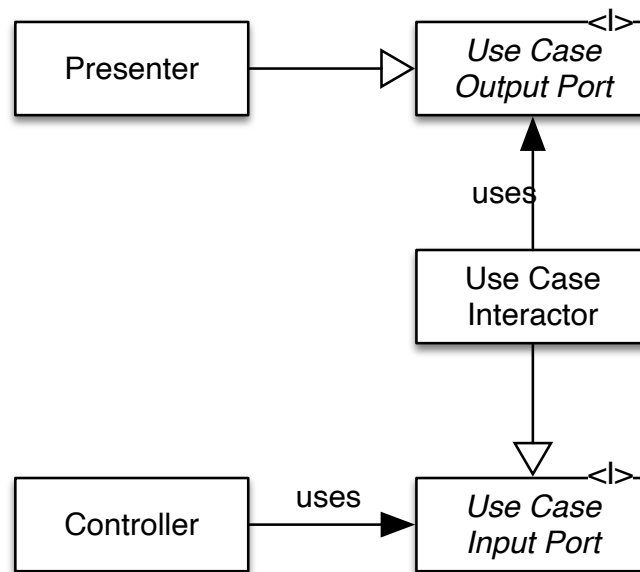 <I>
Presenter
Use Case
Output Port
uses
Use Case
Interactor
<I>
uses
Controller
Use Case
Input Port